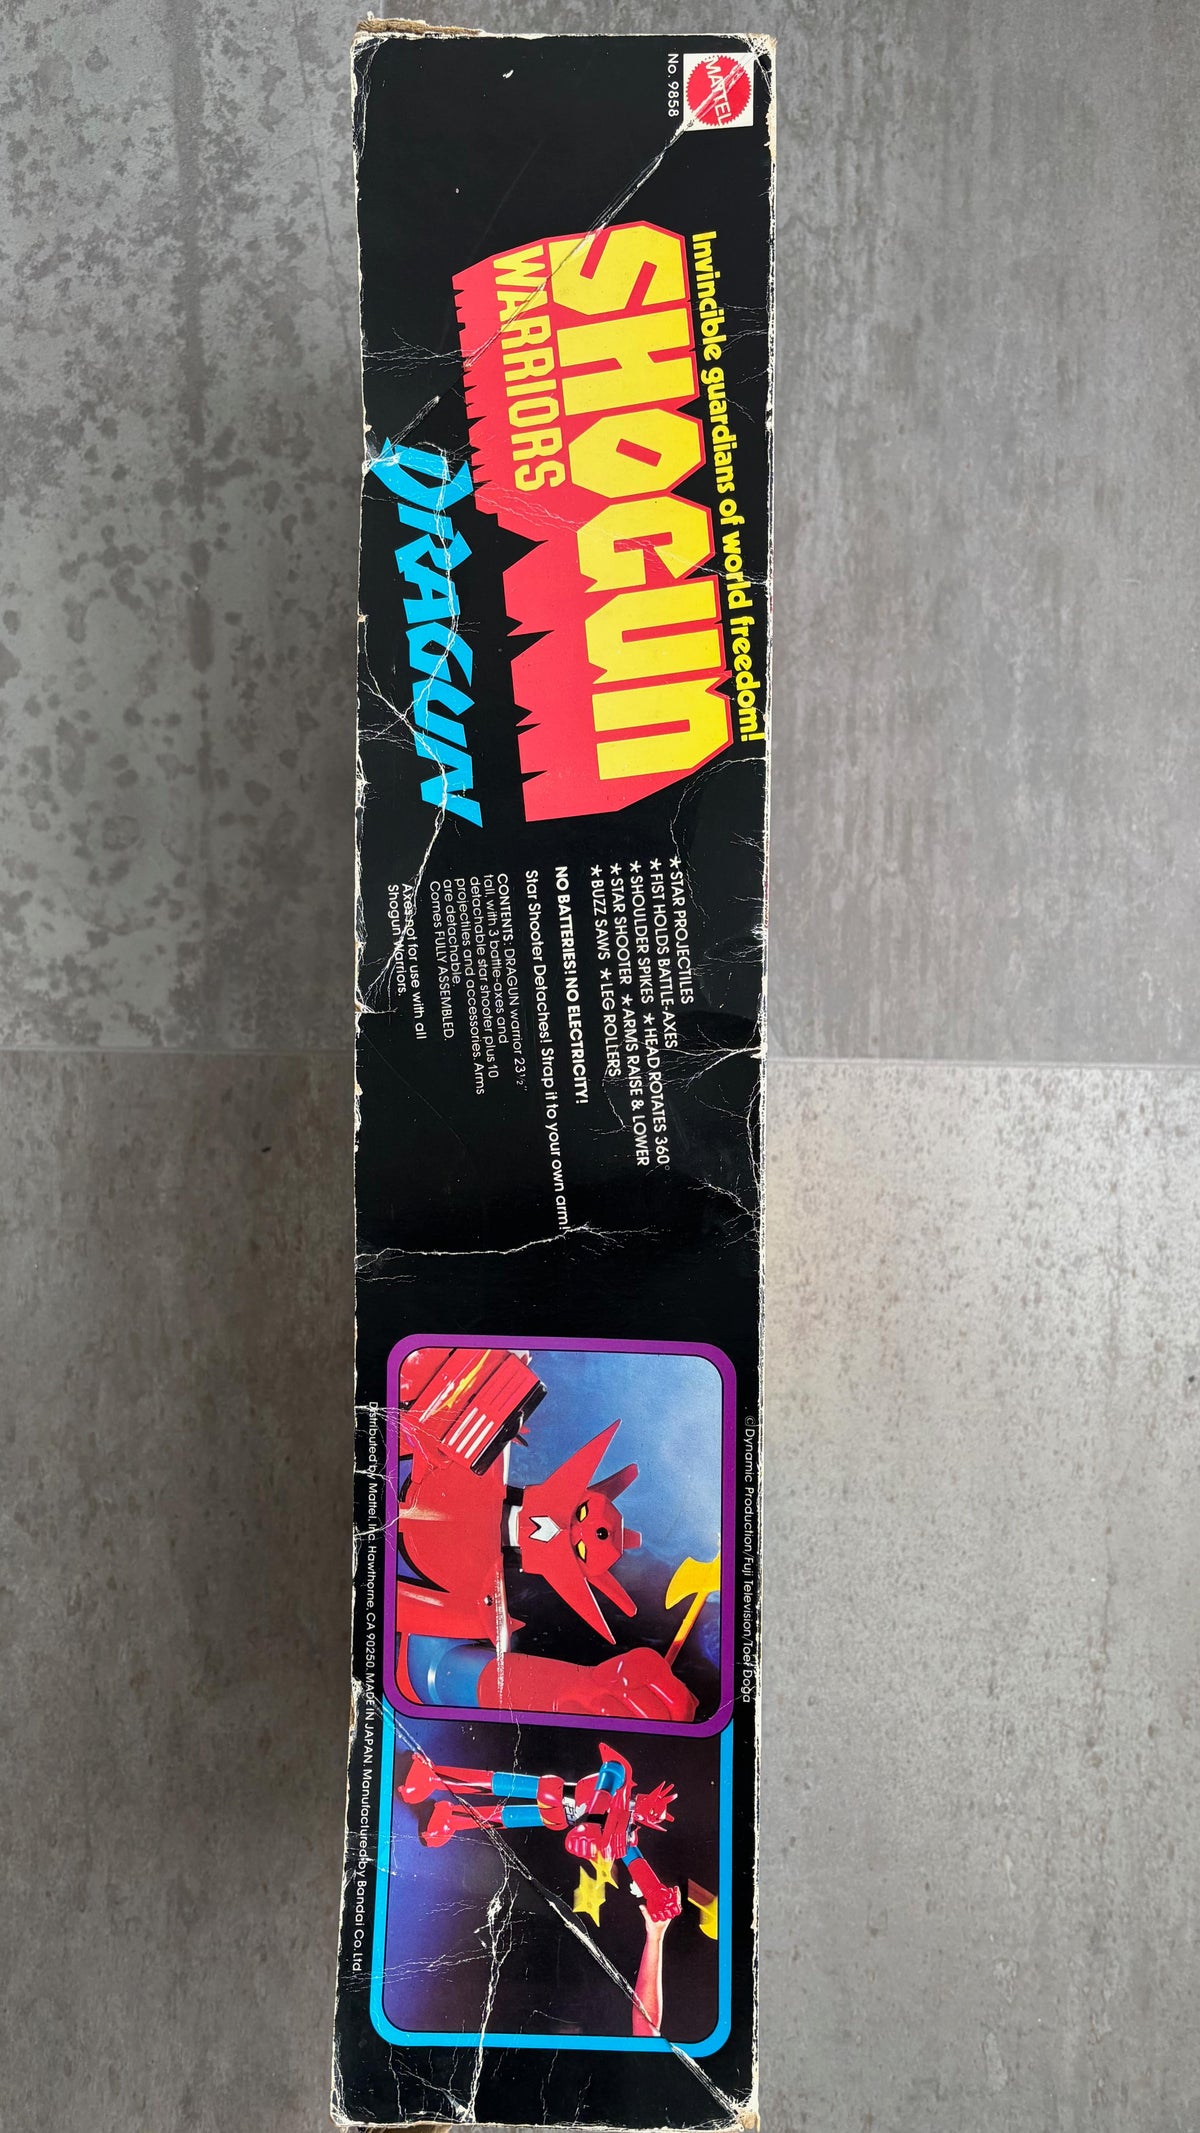 MATTEL
No. 9858
Invincible guardians of world freedom!
SHOGUN
WARRIORS
DRAGUN
★STAR PROJECTILES
★FIST HOLDS BATTLE-AXES
★SHOULDER SPIKES ★HEAD ROTATES 360°
★STAR SHOOTER ★ARMS RAISE & LOWER
★BUZZ SAWS ★LEG ROLLERS
NO BATTERIES! NO ELECTRICITY!
Star Shooter Detaches! Strap it to your own arm!
CONTENTS: DRAGUN warrior 23½"
tall with 3 battle-axes and
detachable star shooter plus 10
projectiles and accessories. Arms
are detachable.
Comes FULLY ASSEMBLED.
Axes not for use with all
Shogun Warriors.
© Dynamic Production/Fuji Television/Toei Doga
Distributed by Mattel, Inc. Hawthorne, CA 90250. MADE IN JAPAN. Manufactured by Bandai Co. Ltd.